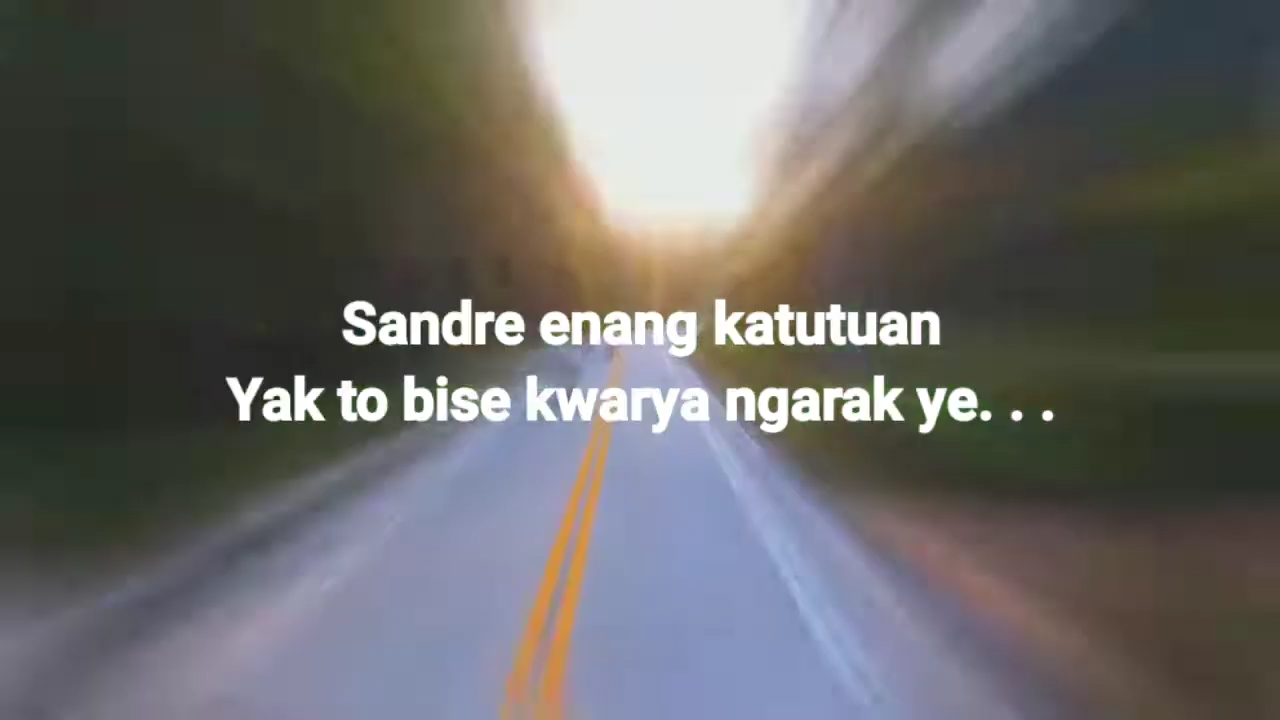 Sandre enang katutuan
Yak to bise kwarya ngarak ye. . .